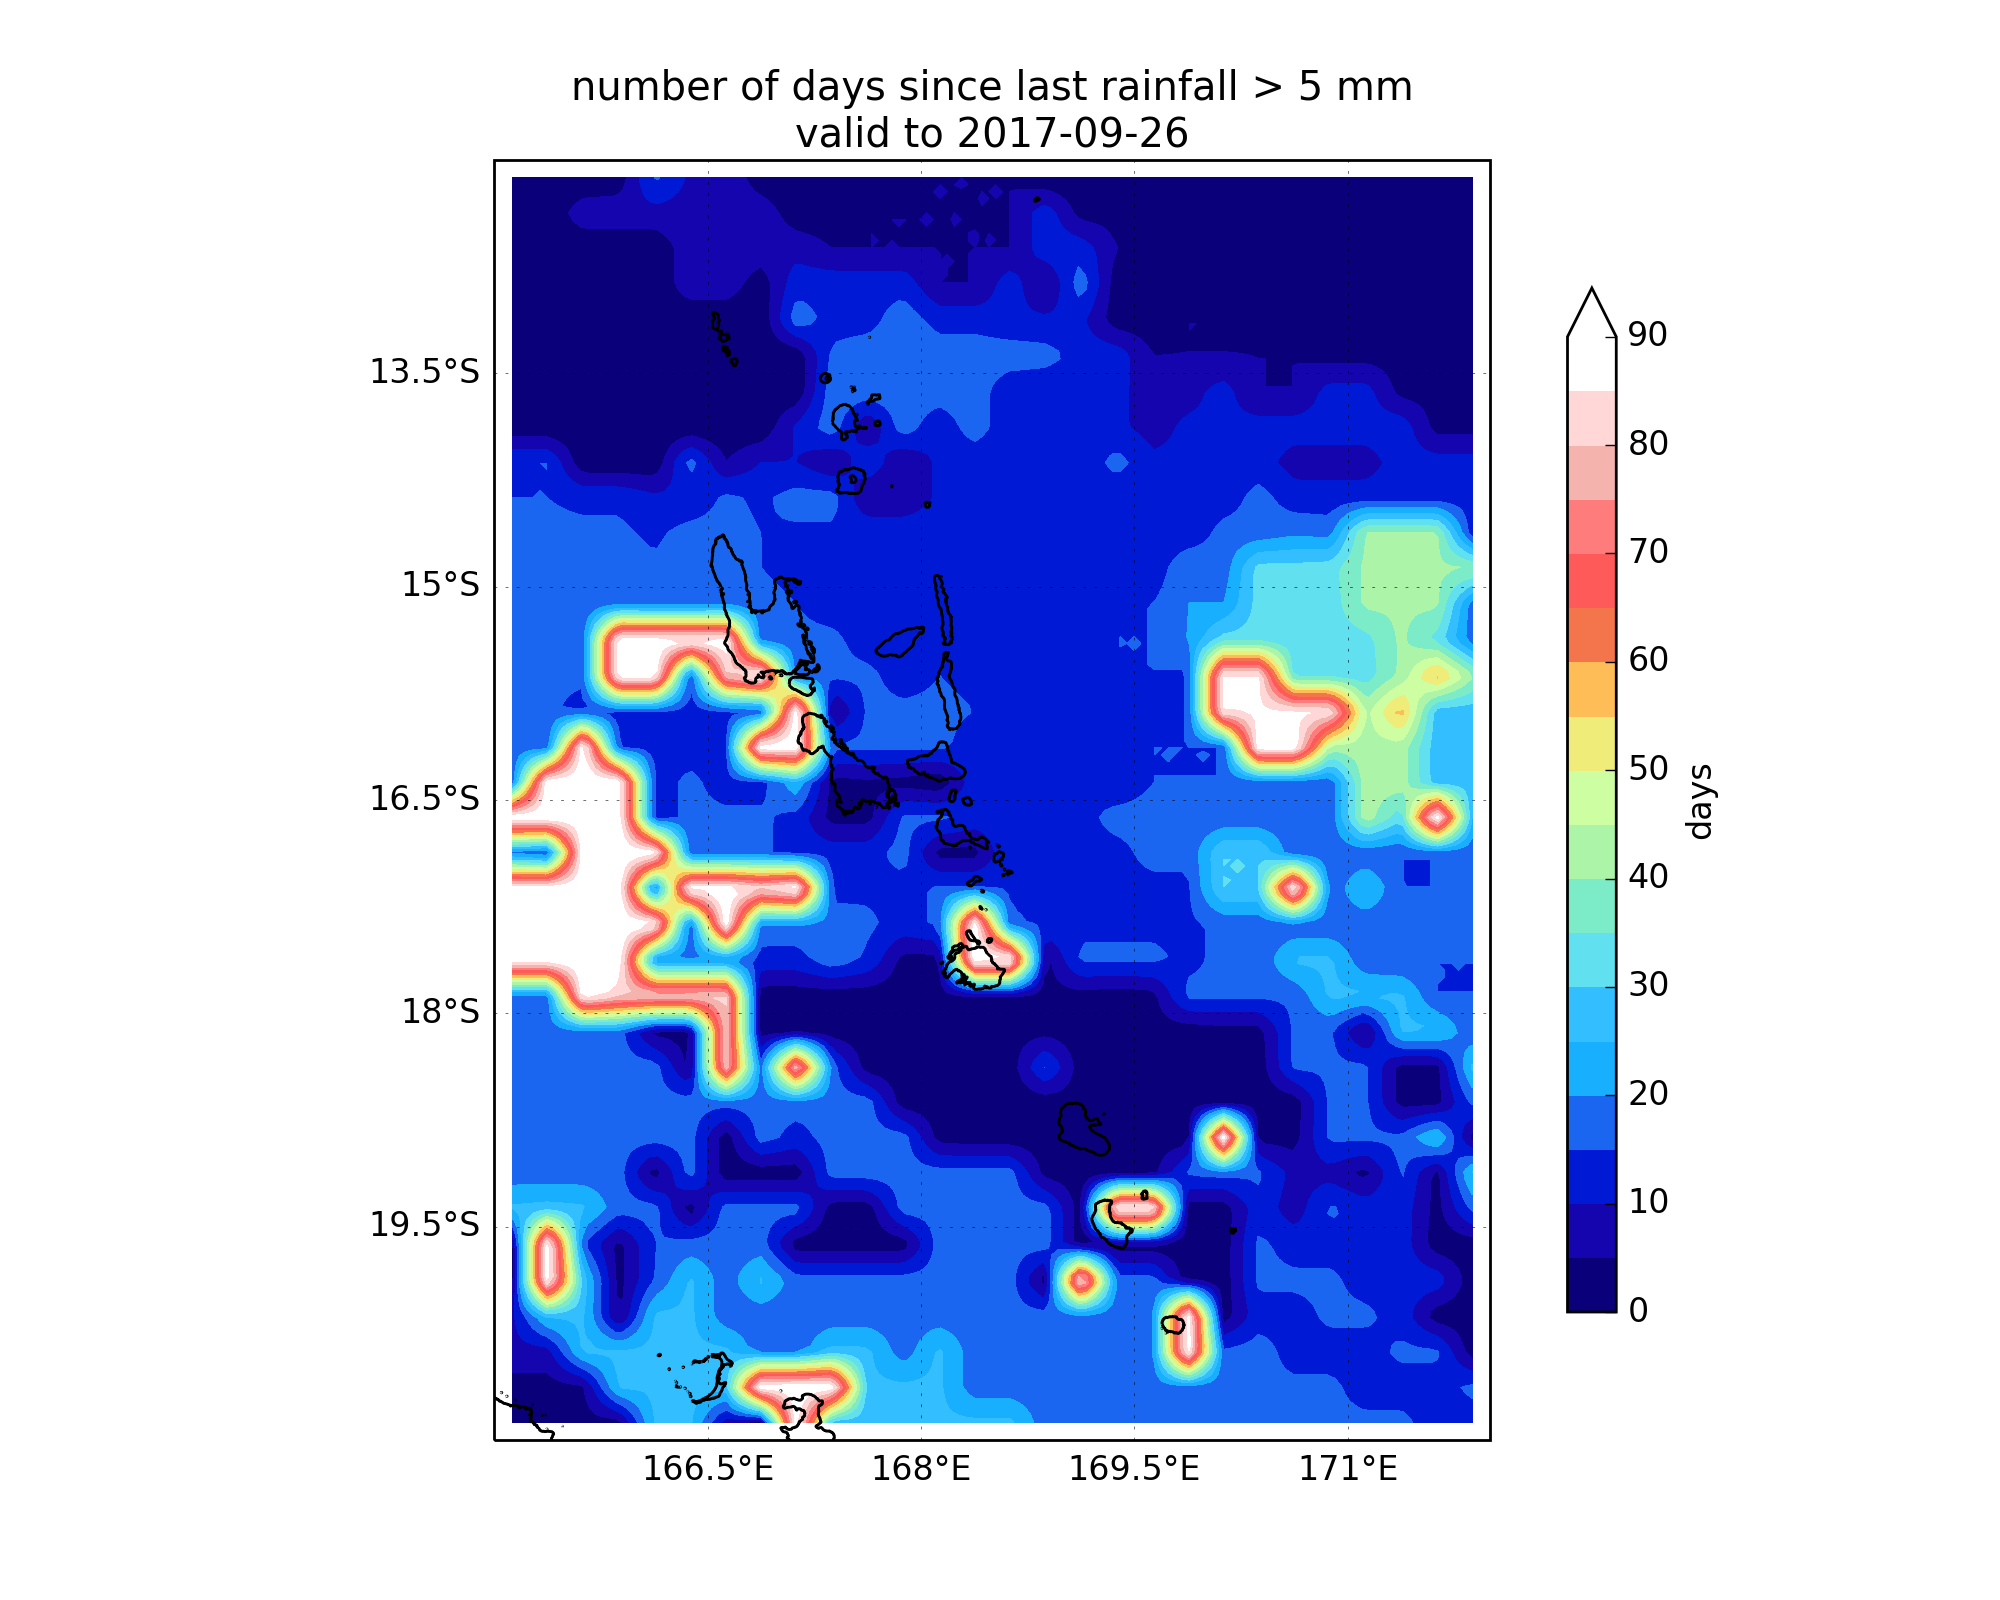 number of days since last rainfall > 5 mm
valid to 2017-09-26
13.5°S
15°S
16.5°S
18°S
19.5°S
166.5°E
168°E
169.5°E
171°E
90
80
70
60
50
40
30
20
10
0
days